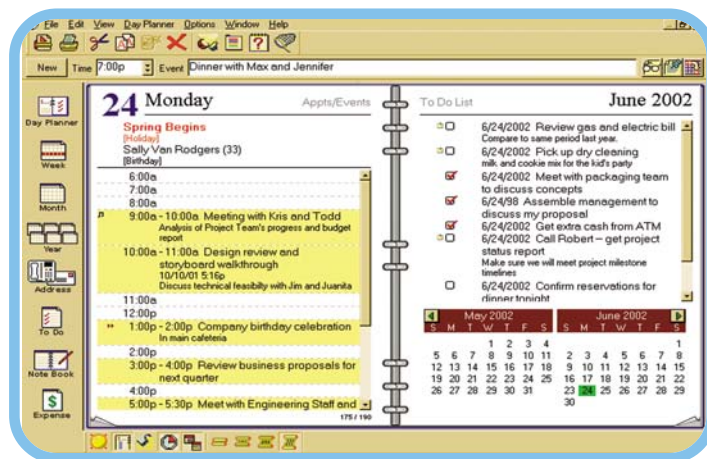 File Edit View Day Planner Options Window Help
New Time 7:00p Event Dinner with Max and Jennifer
Day Planner
Week
Month
Year
Address
To Do
Note Book
Expense
24 Monday Appts/Events
Spring Begins
[Holiday]
Sally Van Rodgers (33)
[Birthday]
6:00a
7:00a
8:00a
9:00a - 10:00a Meeting with Kris and Todd
Analysis of Project Team's progress and budget
report
10:00a - 11:00a Design review and
storyboard walkthrough
10/10/01 5:16p
Discuss technical feasibilty with Jim and Juanita
11:00a
12:00p
1:00p - 2:00p Company birthday celebration
In main cafeteria
2:00p
3:00p - 4:00p Review business proposals for
next quarter
4:00p
5:00p - 5:30p Meet with Engineering Staff and
175 / 190
To Do List June 2002
6/24/2002 Review gas and electric bill
Compare to same period last year.
6/24/2002 Pick up dry cleaning
milk and cookie mix for the kid's party
6/24/2002 Meet with packaging team
to discuss concepts
6/24/98 Assemble management to
discuss my proposal
6/24/2002 Get extra cash from ATM
6/24/2002 Call Robert – get project
status report
Make sure we will meet project milestone
timelines
6/24/2002 Confirm reservations for
dinner tonight
May 2002
S M T W T F S
1 2 3 4
5 6 7 8 9 10 11
12 13 14 15 16 17 18
19 20 21 22 23 24 25
26 27 28 29 30 31
June 2002
S M T W T F S
1
2 3 4 5 6 7 8
9 10 11 12 13 14 15
16 17 18 19 20 21 22
23 24 25 26 27 28 29
30